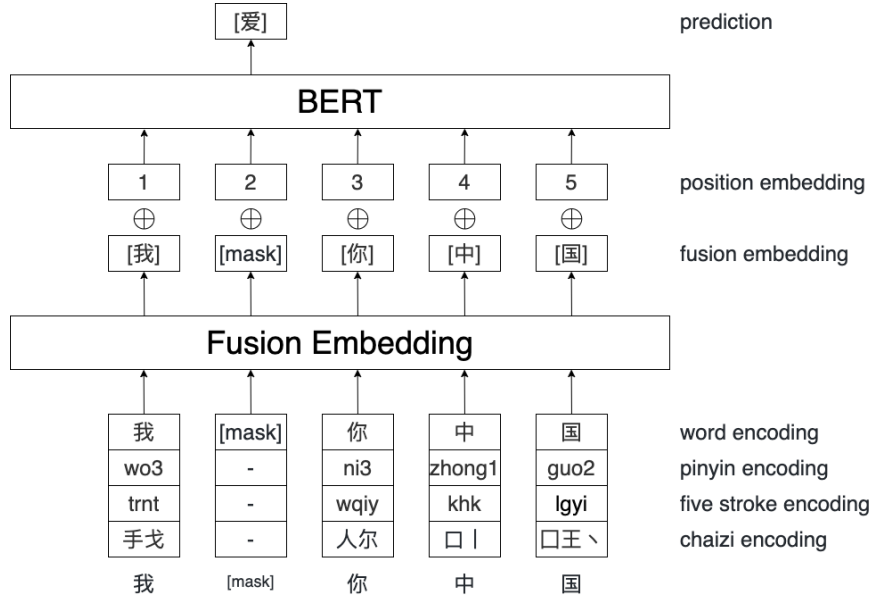 [爱] prediction
BERT
1 2 3 4 5 position embedding
[我] [mask] [你] [中] [国] fusion embedding
Fusion Embedding
我 [mask] 你 中 国 word encoding
wo3 - ni3 zhong1 guo2 pinyin encoding
trnt - wqiy khk lgyi five stroke encoding
手戈 - 人尔 口丨 囗王丶 chaizi encoding
我 [mask] 你 中 国